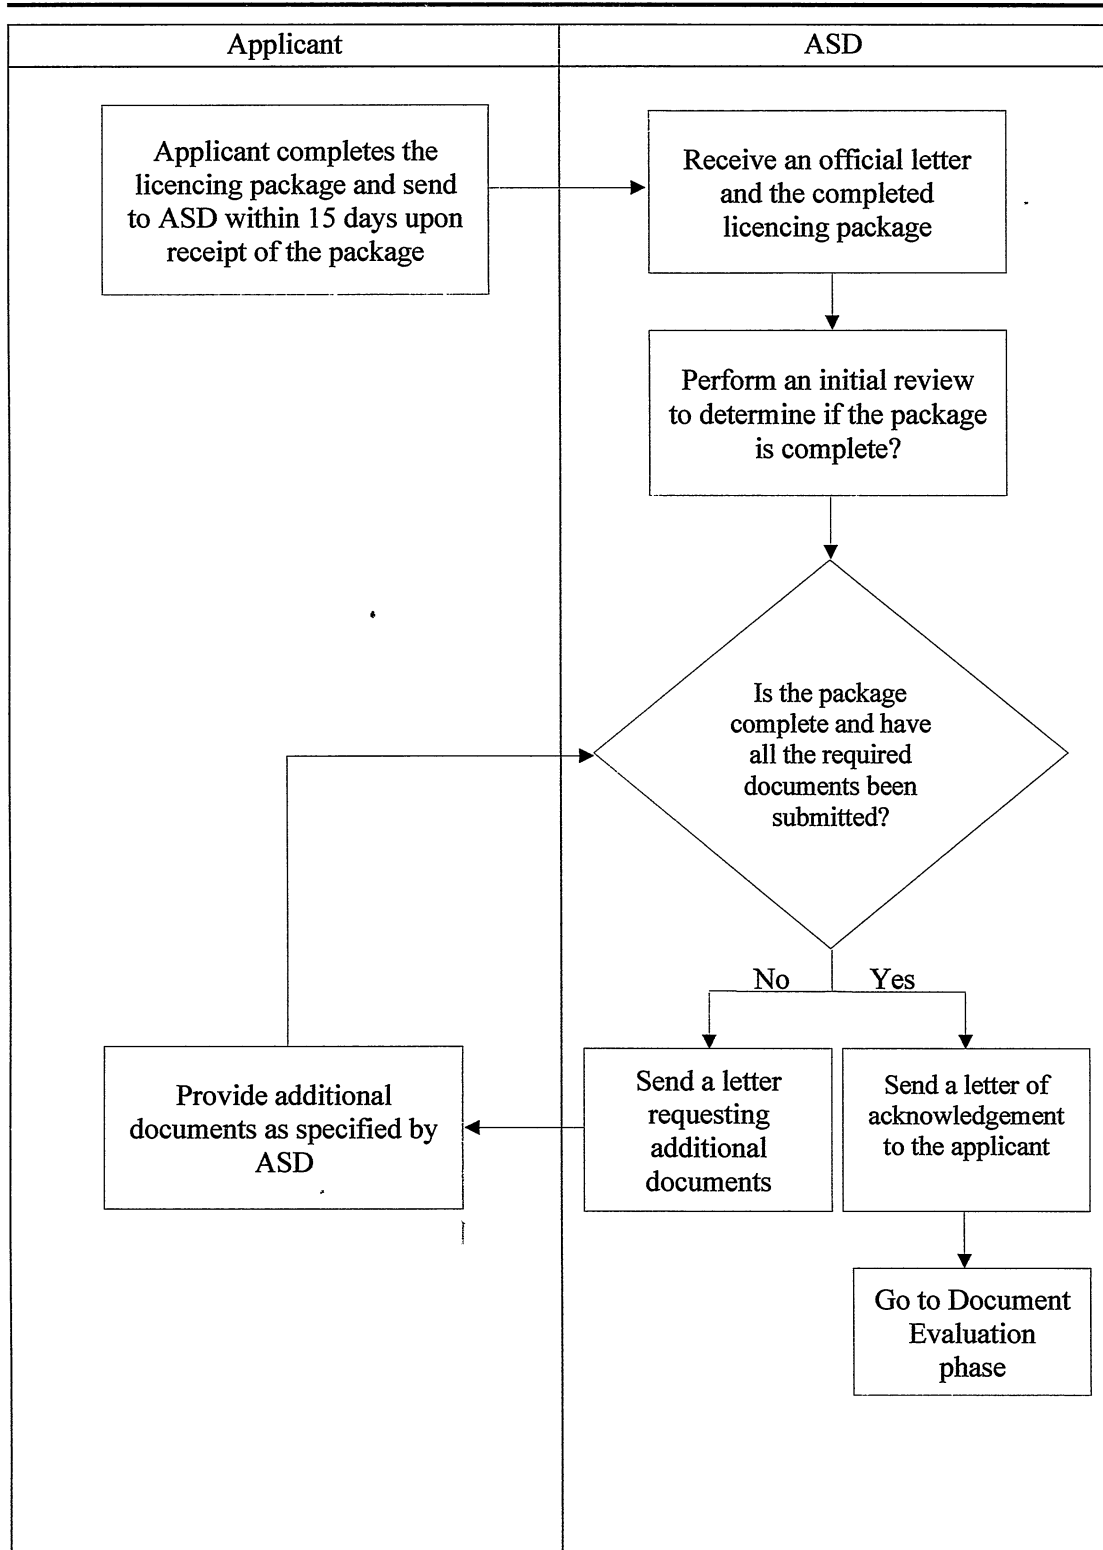 Applicant
ASD
Applicant completes the
licencing package and send
to ASD within 15 days upon
receipt of the package
Receive an official letter
and the completed
licencing package
Perform an initial review
to determine if the package
is complete?
Is the package
complete and have
all the required
documents been
submitted?
No
Yes
Provide additional
documents as specified by
ASD
Send a letter
requesting
additional
documents
Send a letter of
acknowledgement
to the applicant
Go to Document
Evaluation
phase